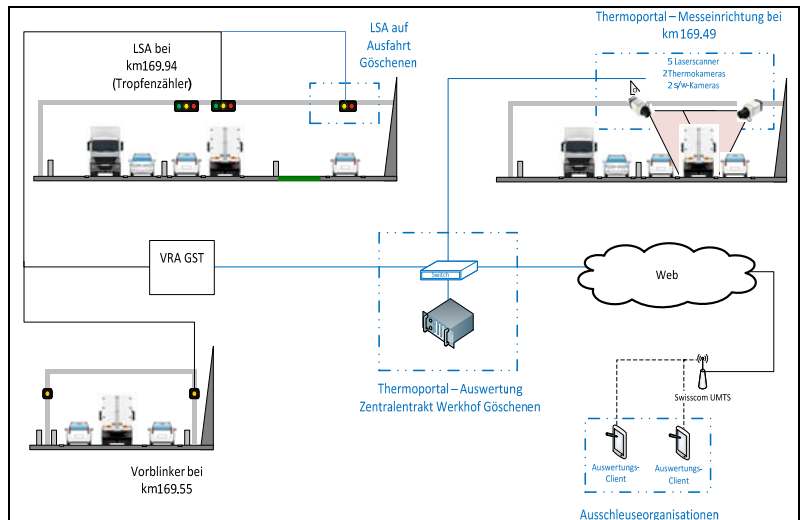 LSA bei
km169.94
(Tropfenzähler)
LSA auf
Ausfahrt
Göschenen
Thermoportal – Messeinrichtung bei
km169.49
5 Laserscanner
2Thermokameras
2 s/w-Kameras
VRA GST
Switch
Web
Thermoportal – Auswertung
Zentralentrakt Werkhof Göschenen
Swisscom UMTS
Vorblinker bei
km169.55
Auswertungs-
Client
Auswertungs-
Client
Ausschleuseorganisationen